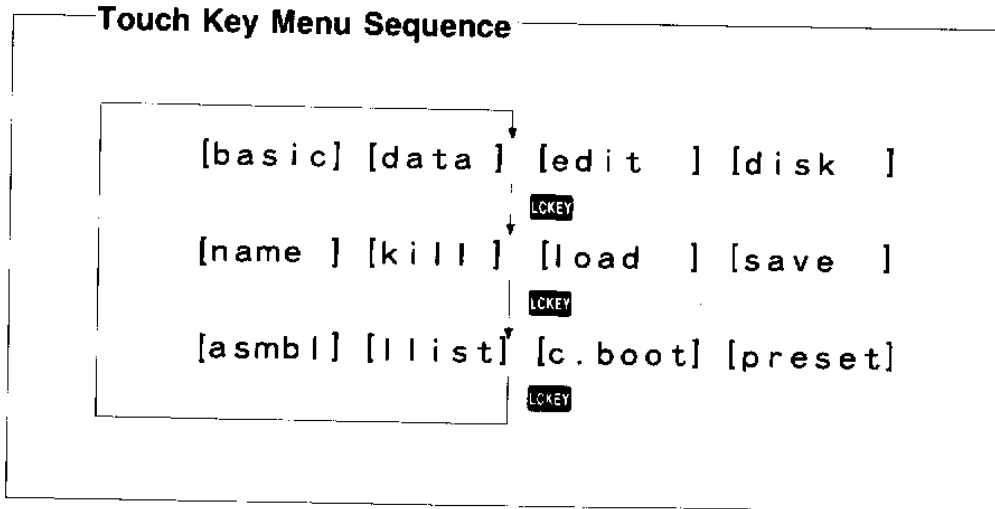 Touch Key Menu Sequence
[basic] [data ] [edit  ] [disk  ]
LCKEY
[name ] [kill ] [load  ] [save  ]
LCKEY
[asmbl] [llist] [c.boot] [preset]
LCKEY